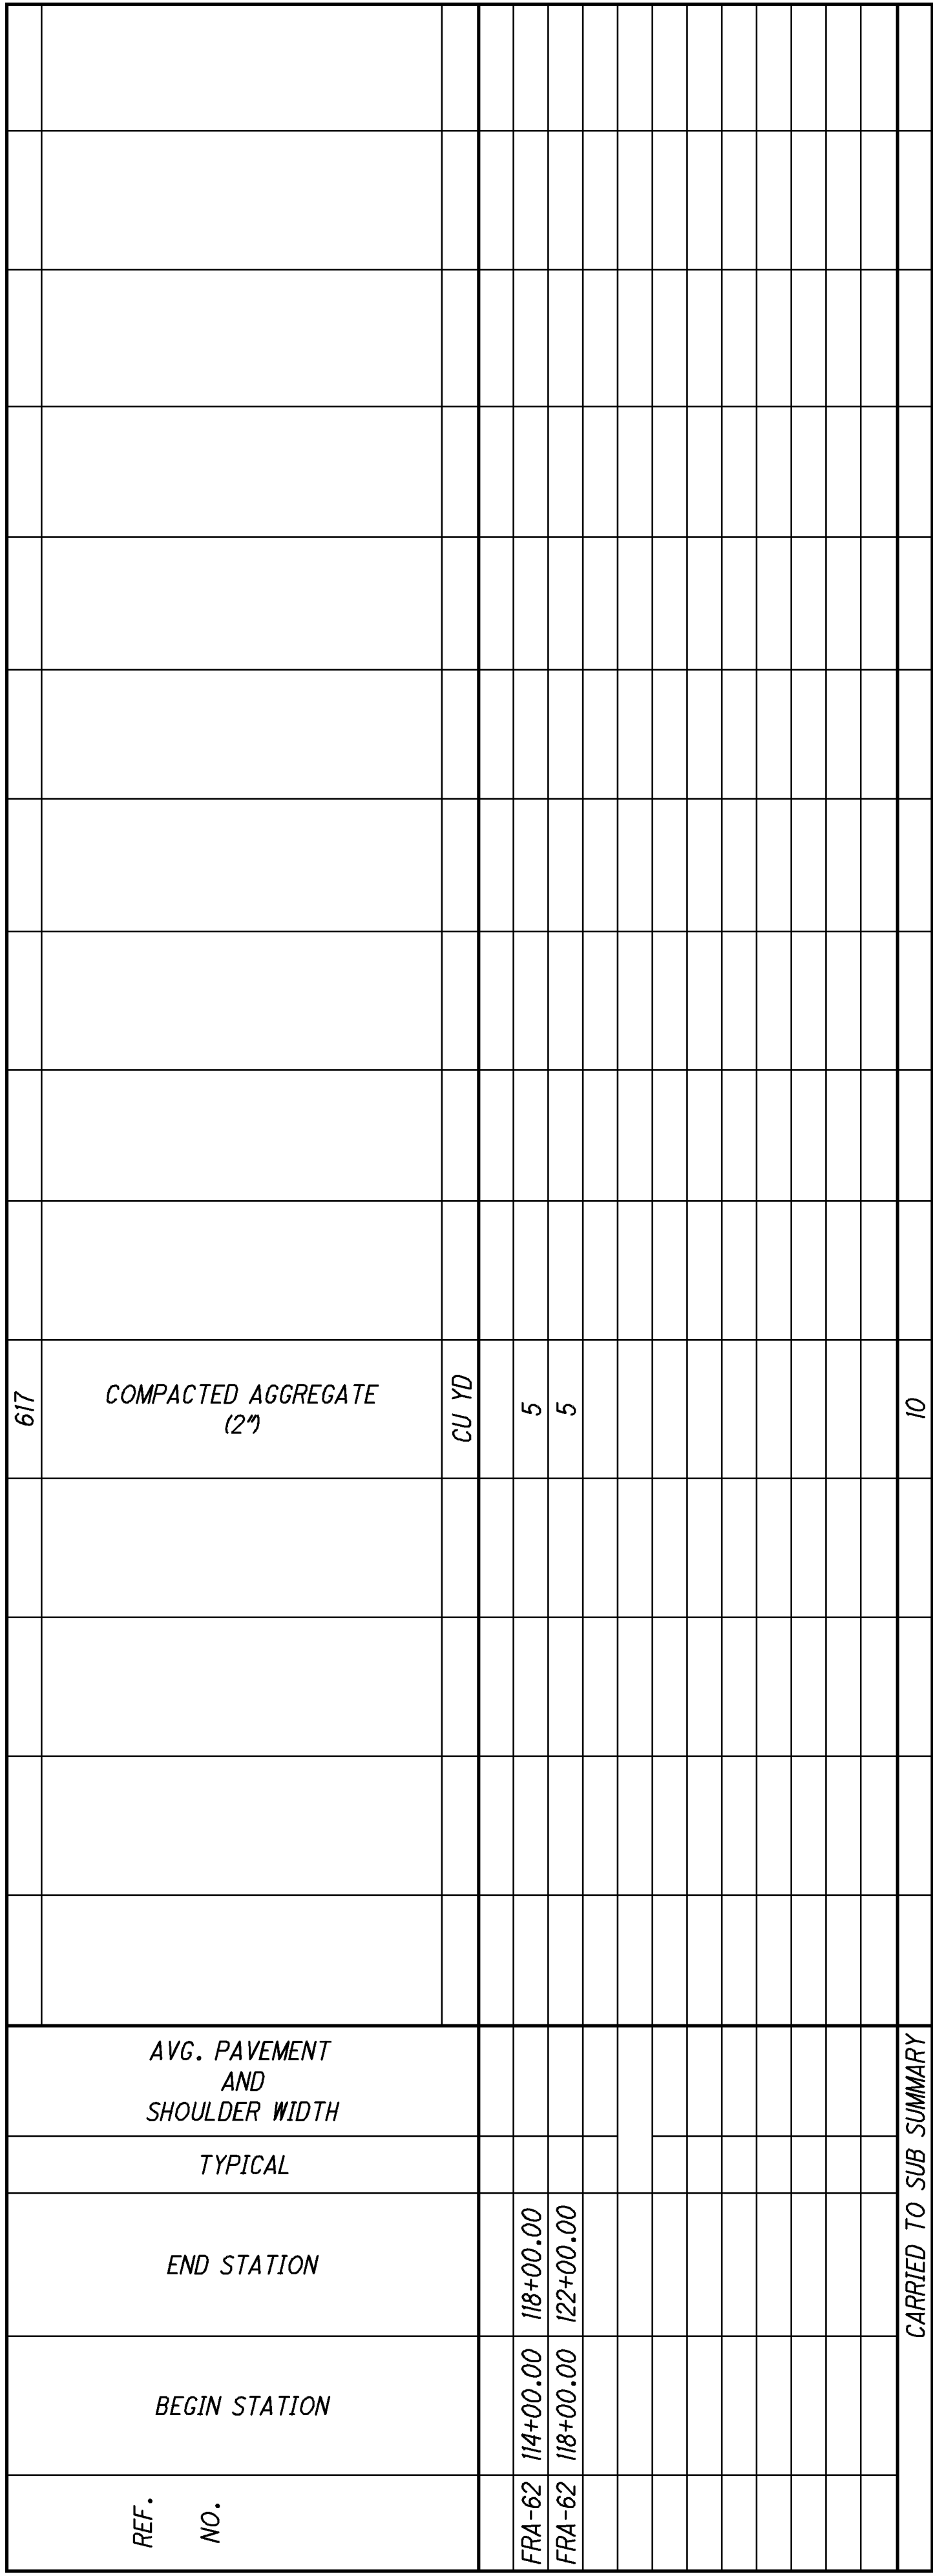 617
REF.
NO.
BEGIN STATION
END STATION
TYPICAL
AVG. PAVEMENT
AND
SHOULDER WIDTH
COMPACTED AGGREGATE
(2")
CU YD
FRA-62 114+00.00 118+00.00 5
FRA-62 118+00.00 122+00.00 5
CARRIED TO SUB SUMMARY 10